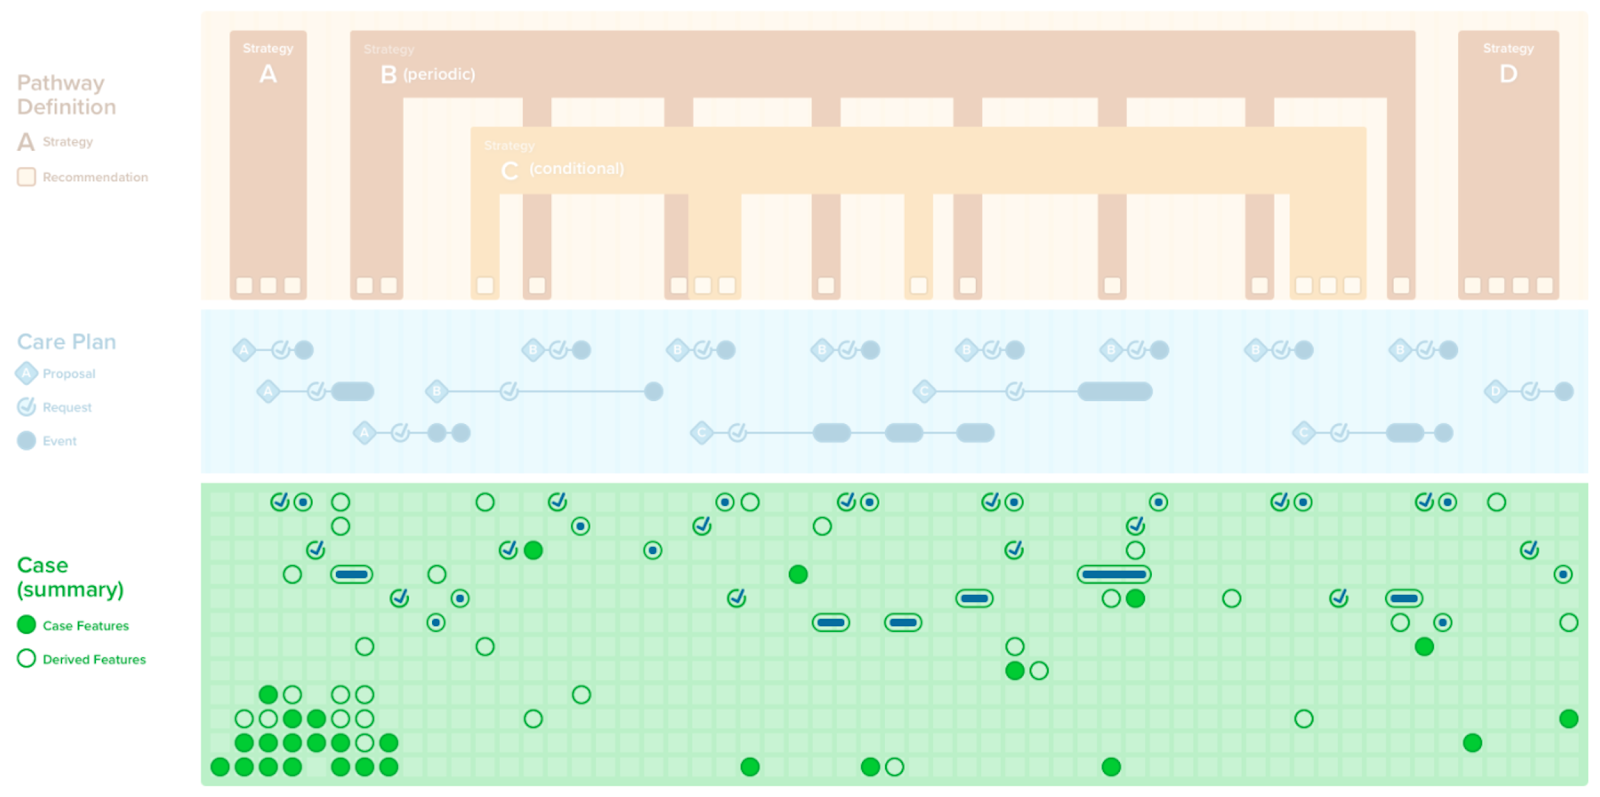 Pathway
Definition
A Strategy
Recommendation
Strategy
A
Strategy
B (periodic)
Strategy
C (conditional)
Strategy
D
Care Plan
A Proposal
Request
Event
A B B B B B B B
A B C D
A C C
Case
(summary)
Case Features
Derived Features